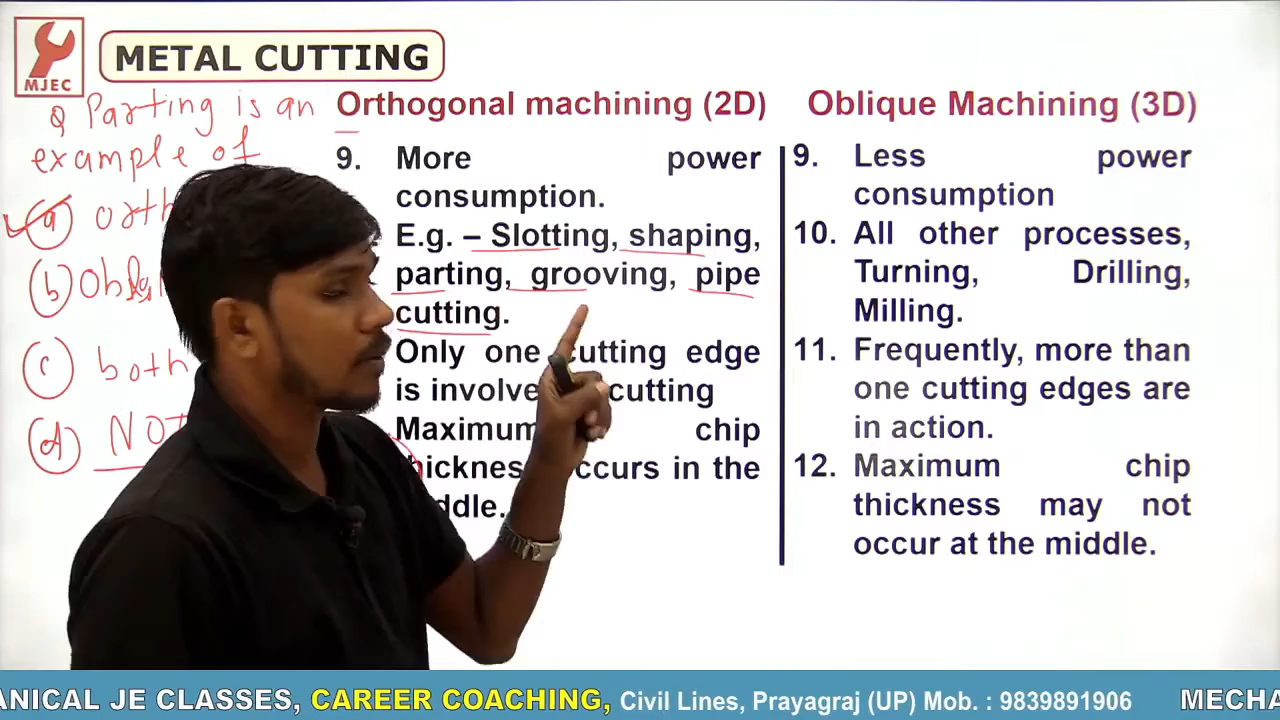 MJEC
METAL CUTTING
Q Parting is an
example of
(a) orth
(b)
(c) both
(d) NOT
Orthogonal machining (2D)
9. More power
consumption.
E.g. – Slotting, shaping,
parting, grooving, pipe
cutting.
Only one cutting edge
is involve cutting
Maximum chip
thickness occurs in the
ddle.
Oblique Machining (3D)
9. Less power
consumption
10. All other processes,
Turning, Drilling,
Milling.
11. Frequently, more than
one cutting edges are
in action.
12. Maximum chip
thickness may not
occur at the middle.
ANICAL JE CLASSES, CAREER COACHING, Civil Lines, Prayagraj (UP) Mob. : 9839891906 MECHA